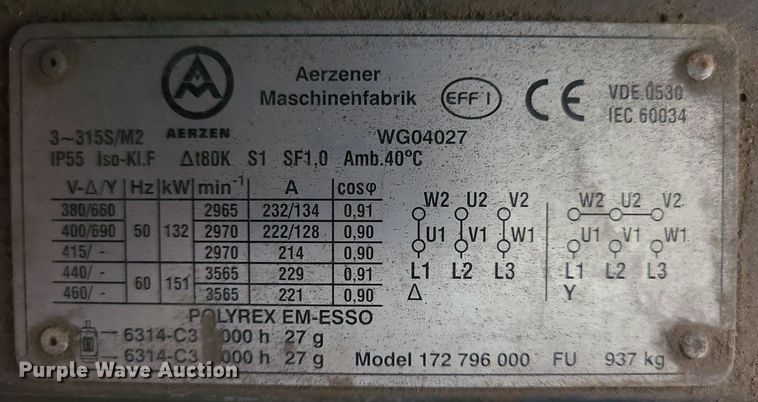 Aerzener
Maschinenfabrik
EFF 1
CE
VDE 0530
IEC 60034
AERZEN
3~315S/M2
WG04027
IP55 Iso-Kl.F Δt80K S1 SF1,0 Amb.40°C
V-Δ/Y Hz kW min-1 A cosφ
380/660 2965 232/134 0,91
400/690 50 132 2970 222/128 0,90
415/ - 2970 214 0,90
440/ - 60 151 3565 229 0,91
460/ - 3565 221 0,90
W2 U2 V2
U1 V1 W1
L1 L2 L3
Δ
W2 U2 V2
U1 V1 W1
L1 L2 L3
Y
POLYREX EM-ESSO
6314-C3 000 h 27 g
6314-C3 000 h 27 g
Model 172 796 000 FU 937 kg
Purple Wave Auction